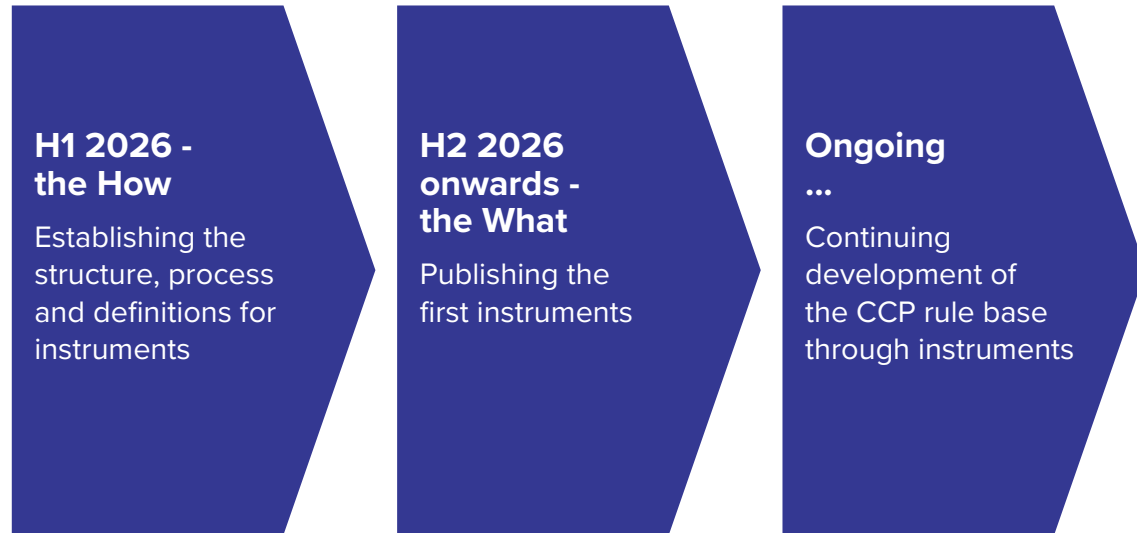 H1 2026 -
the How
Establishing the
structure, process
and definitions for
instruments
H2 2026
onwards -
the What
Publishing the
first instruments
Ongoing
...
Continuing
development of
the CCP rule base
through instruments